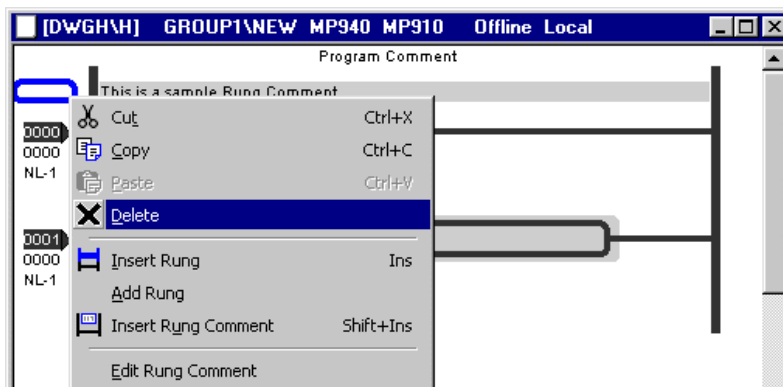 [DWGH\H] GROUP1\NEW MP940 MP910 Offline Local
Program Comment
This is a sample Rung Comment
Cut Ctrl+X
0000
0000 Copy Ctrl+C
NL-1
Paste Ctrl+V
Delete
0001
0000 Insert Rung Ins
NL-1
Add Rung
Insert Rung Comment Shift+Ins
Edit Rung Comment